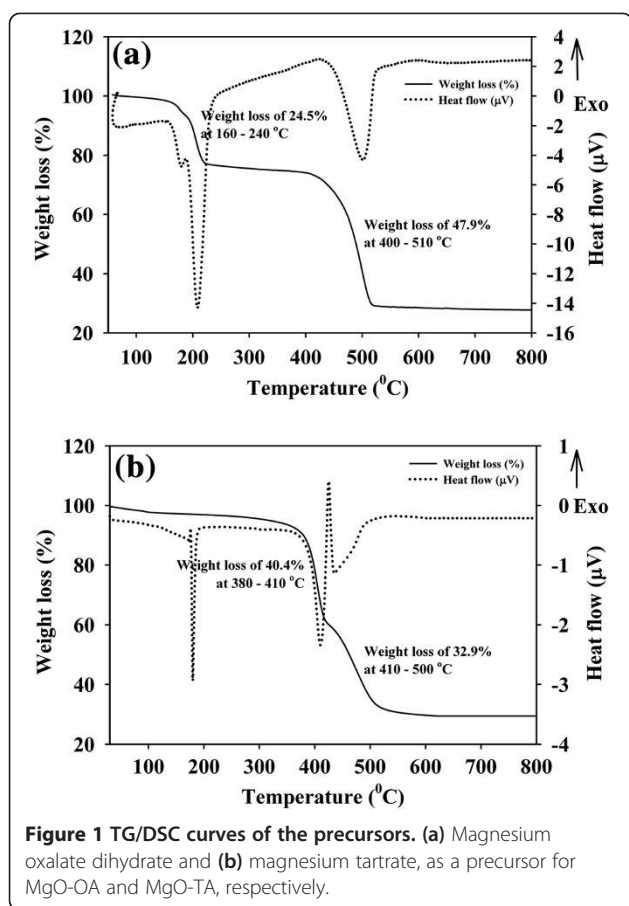 120
100
80
60
40
20
Weight loss (%)
(a)
Weight loss (%)
Heat flow (µV)
Weight loss of 24.5%
at 160 - 240 °C
Weight loss of 47.9%
at 400 - 510 °C
4
2
0
-2
-4
-6
-8
-10
-12
-14
-16
Exo
Heat flow (µV)
100 200 300 400 500 600 700 800
Temperature (⁰C)
120
100
80
60
40
20
Weight loss (%)
(b)
Weight loss (%)
Heat flow (µV)
Weight loss of 40.4%
at 380 - 410 °C
Weight loss of 32.9%
at 410 - 500 °C
1
0
-1
-2
-3
-4
Exo
Heat flow (µV)
100 200 300 400 500 600 700 800
Temperature (⁰C)
Figure 1 TG/DSC curves of the precursors. (a) Magnesium
oxalate dihydrate and (b) magnesium tartrate, as a precursor for
MgO-OA and MgO-TA, respectively.